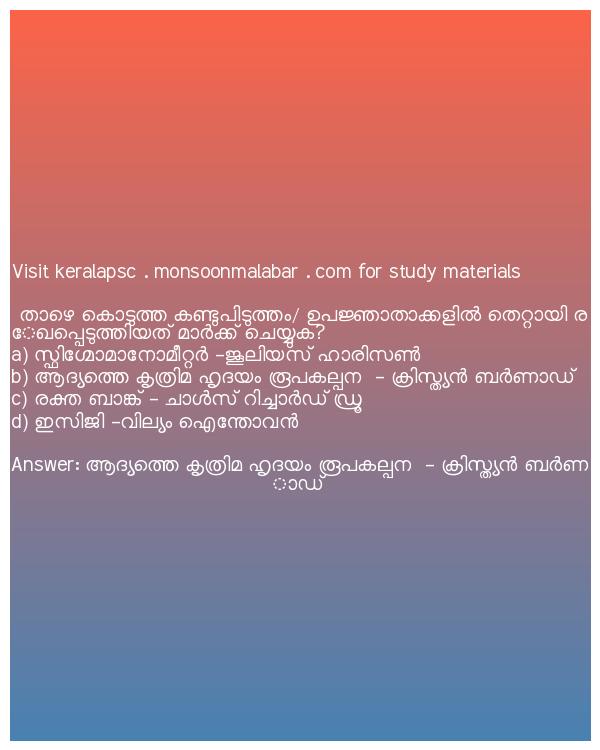 Visit keralapsc . monsoonmalabar . com for study materials
താഴെ കൊടുത്ത കണ്ടുപിടുത്തം/ ഉപജ്ഞാതാക്കളിൽ തെറ്റായി ര
േഖപ്പെടുത്തിയത് മാർക്ക് ചെയ്യുക?
a) സ്ഫിഗ്മോമാനോമീറ്റർ –ജൂലിയസ് ഹാരിസൺ
b) ആദ്യത്തെ കൃത്രിമ ഹൃദയം രൂപകല്പന – ക്രിസ്ത്യൻ ബർണാഡ്
c) രക്ത ബാങ്ക് – ചാൾസ് റിച്ചാർഡ് ഡ്രൂ
d) ഇസിജി –വില്യം ഐന്തോവൻ
Answer: ആദ്യത്തെ കൃത്രിമ ഹൃദയം രൂപകല്പന – ക്രിസ്ത്യൻ ബർണ
ാഡ്